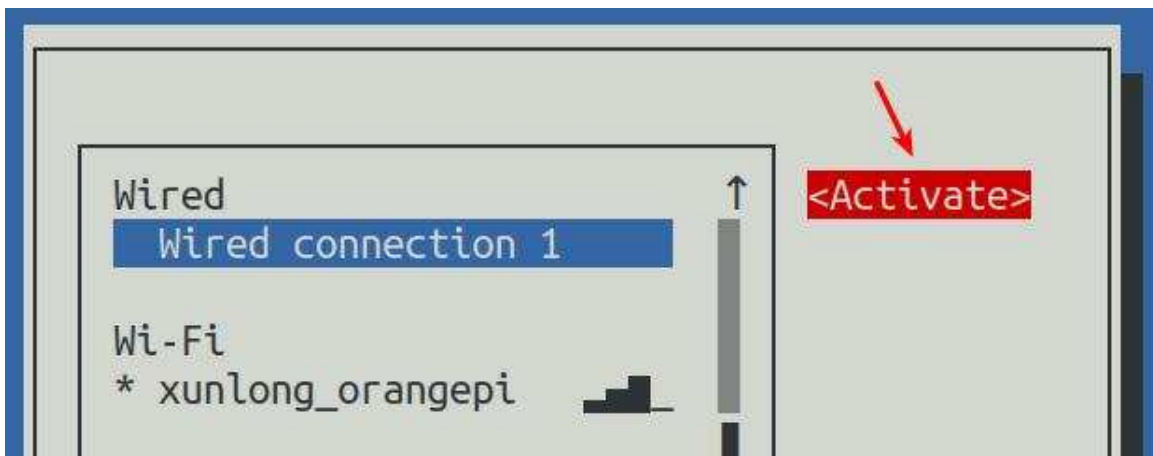 Wired ↑ <Activate>
Wired connection 1
Wi-Fi
* xunlong_orangepi ▂▄▆_